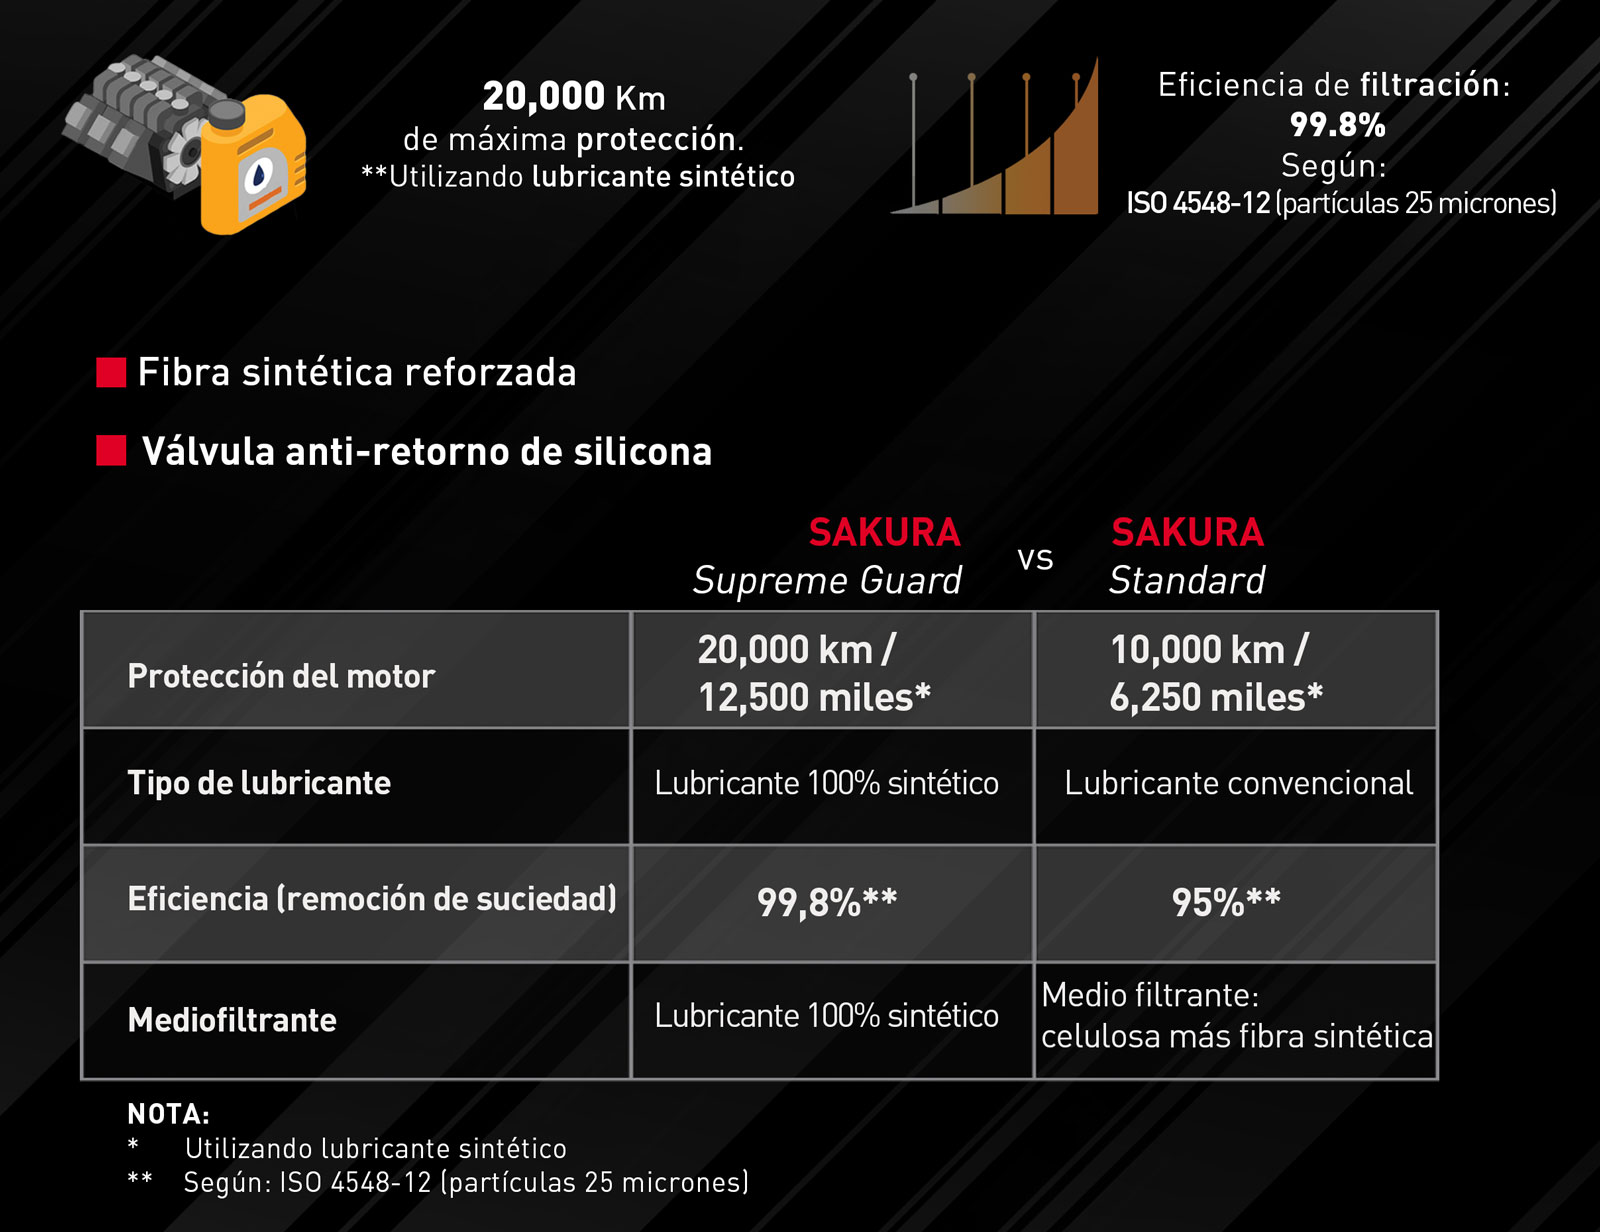 20,000 Km
de máxima protección.
**Utilizando lubricante sintético
Eficiencia de filtración:
99.8%
Según:
ISO 4548-12 (partículas 25 micrones)
Fibra sintética reforzada
Válvula anti-retorno de silicona
SAKURA
Supreme Guard
vs
SAKURA
Standard
Protección del motor
20,000 km /
12,500 miles*
10,000 km /
6,250 miles*
Tipo de lubricante
Lubricante 100% sintético
Lubricante convencional
Eficiencia (remoción de suciedad)
99,8%**
95%**
Mediofiltrante
Lubricante 100% sintético
Medio filtrante:
celulosa más fibra sintética
NOTA:
* Utilizando lubricante sintético
** Según: ISO 4548-12 (partículas 25 micrones)